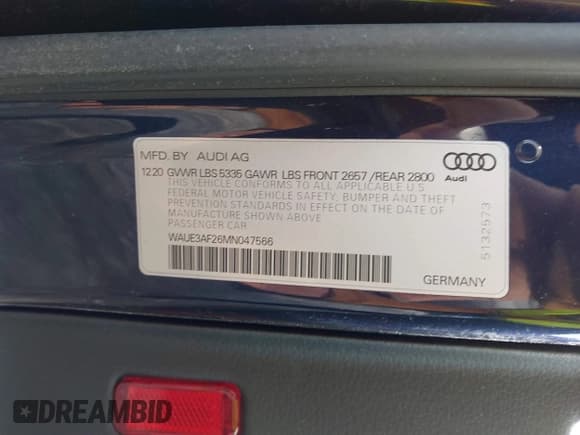 MFD. BY AUDI AG
12.20 GVWR LBS 5335 GAWR LBS FRONT 2657 /REAR 2800
THIS VEHICLE CONFORMS TO ALL APPLICABLE U.S
FEDERAL MOTOR VEHICLE SAFETY, BUMPER AND THEFT
PREVENTION STANDARDS IN EFFECT ON THE DATE OF
MANUFACTURE SHOWN ABOVE
PASSENGER CAR
WAUE3AF26MN047566
Audi
5132573
GERMANY
DREAMBID